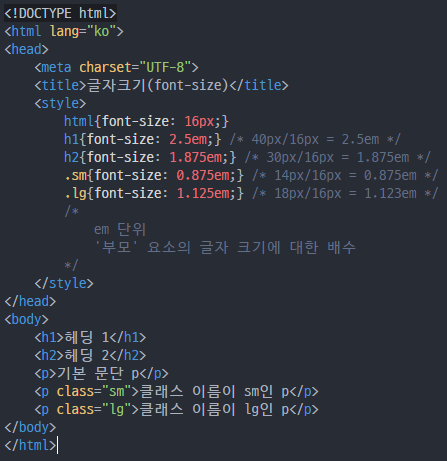 <!DOCTYPE html>
<html lang="ko">
<head>
    <meta charset="UTF-8">
    <title>글자크기(font-size)</title>
    <style>
        html{font-size: 16px;}
        h1{font-size: 2.5em;} /* 40px/16px = 2.5em */
        h2{font-size: 1.875em;} /* 30px/16px = 1.875em */
        .sm{font-size: 0.875em;} /* 14px/16px = 0.875em */
        .lg{font-size: 1.125em;} /* 18px/16px = 1.123em */
        /*
            em 단위
            '부모' 요소의 글자 크기에 대한 배수
        */
    </style>
</head>
<body>
    <h1>헤딩 1</h1>
    <h2>헤딩 2</h2>
    <p>기본 문단 p</p>
    <p class="sm">클래스 이름이 sm인 p</p>
    <p class="lg">클래스 이름이 lg인 p</p>
</body>
</html>